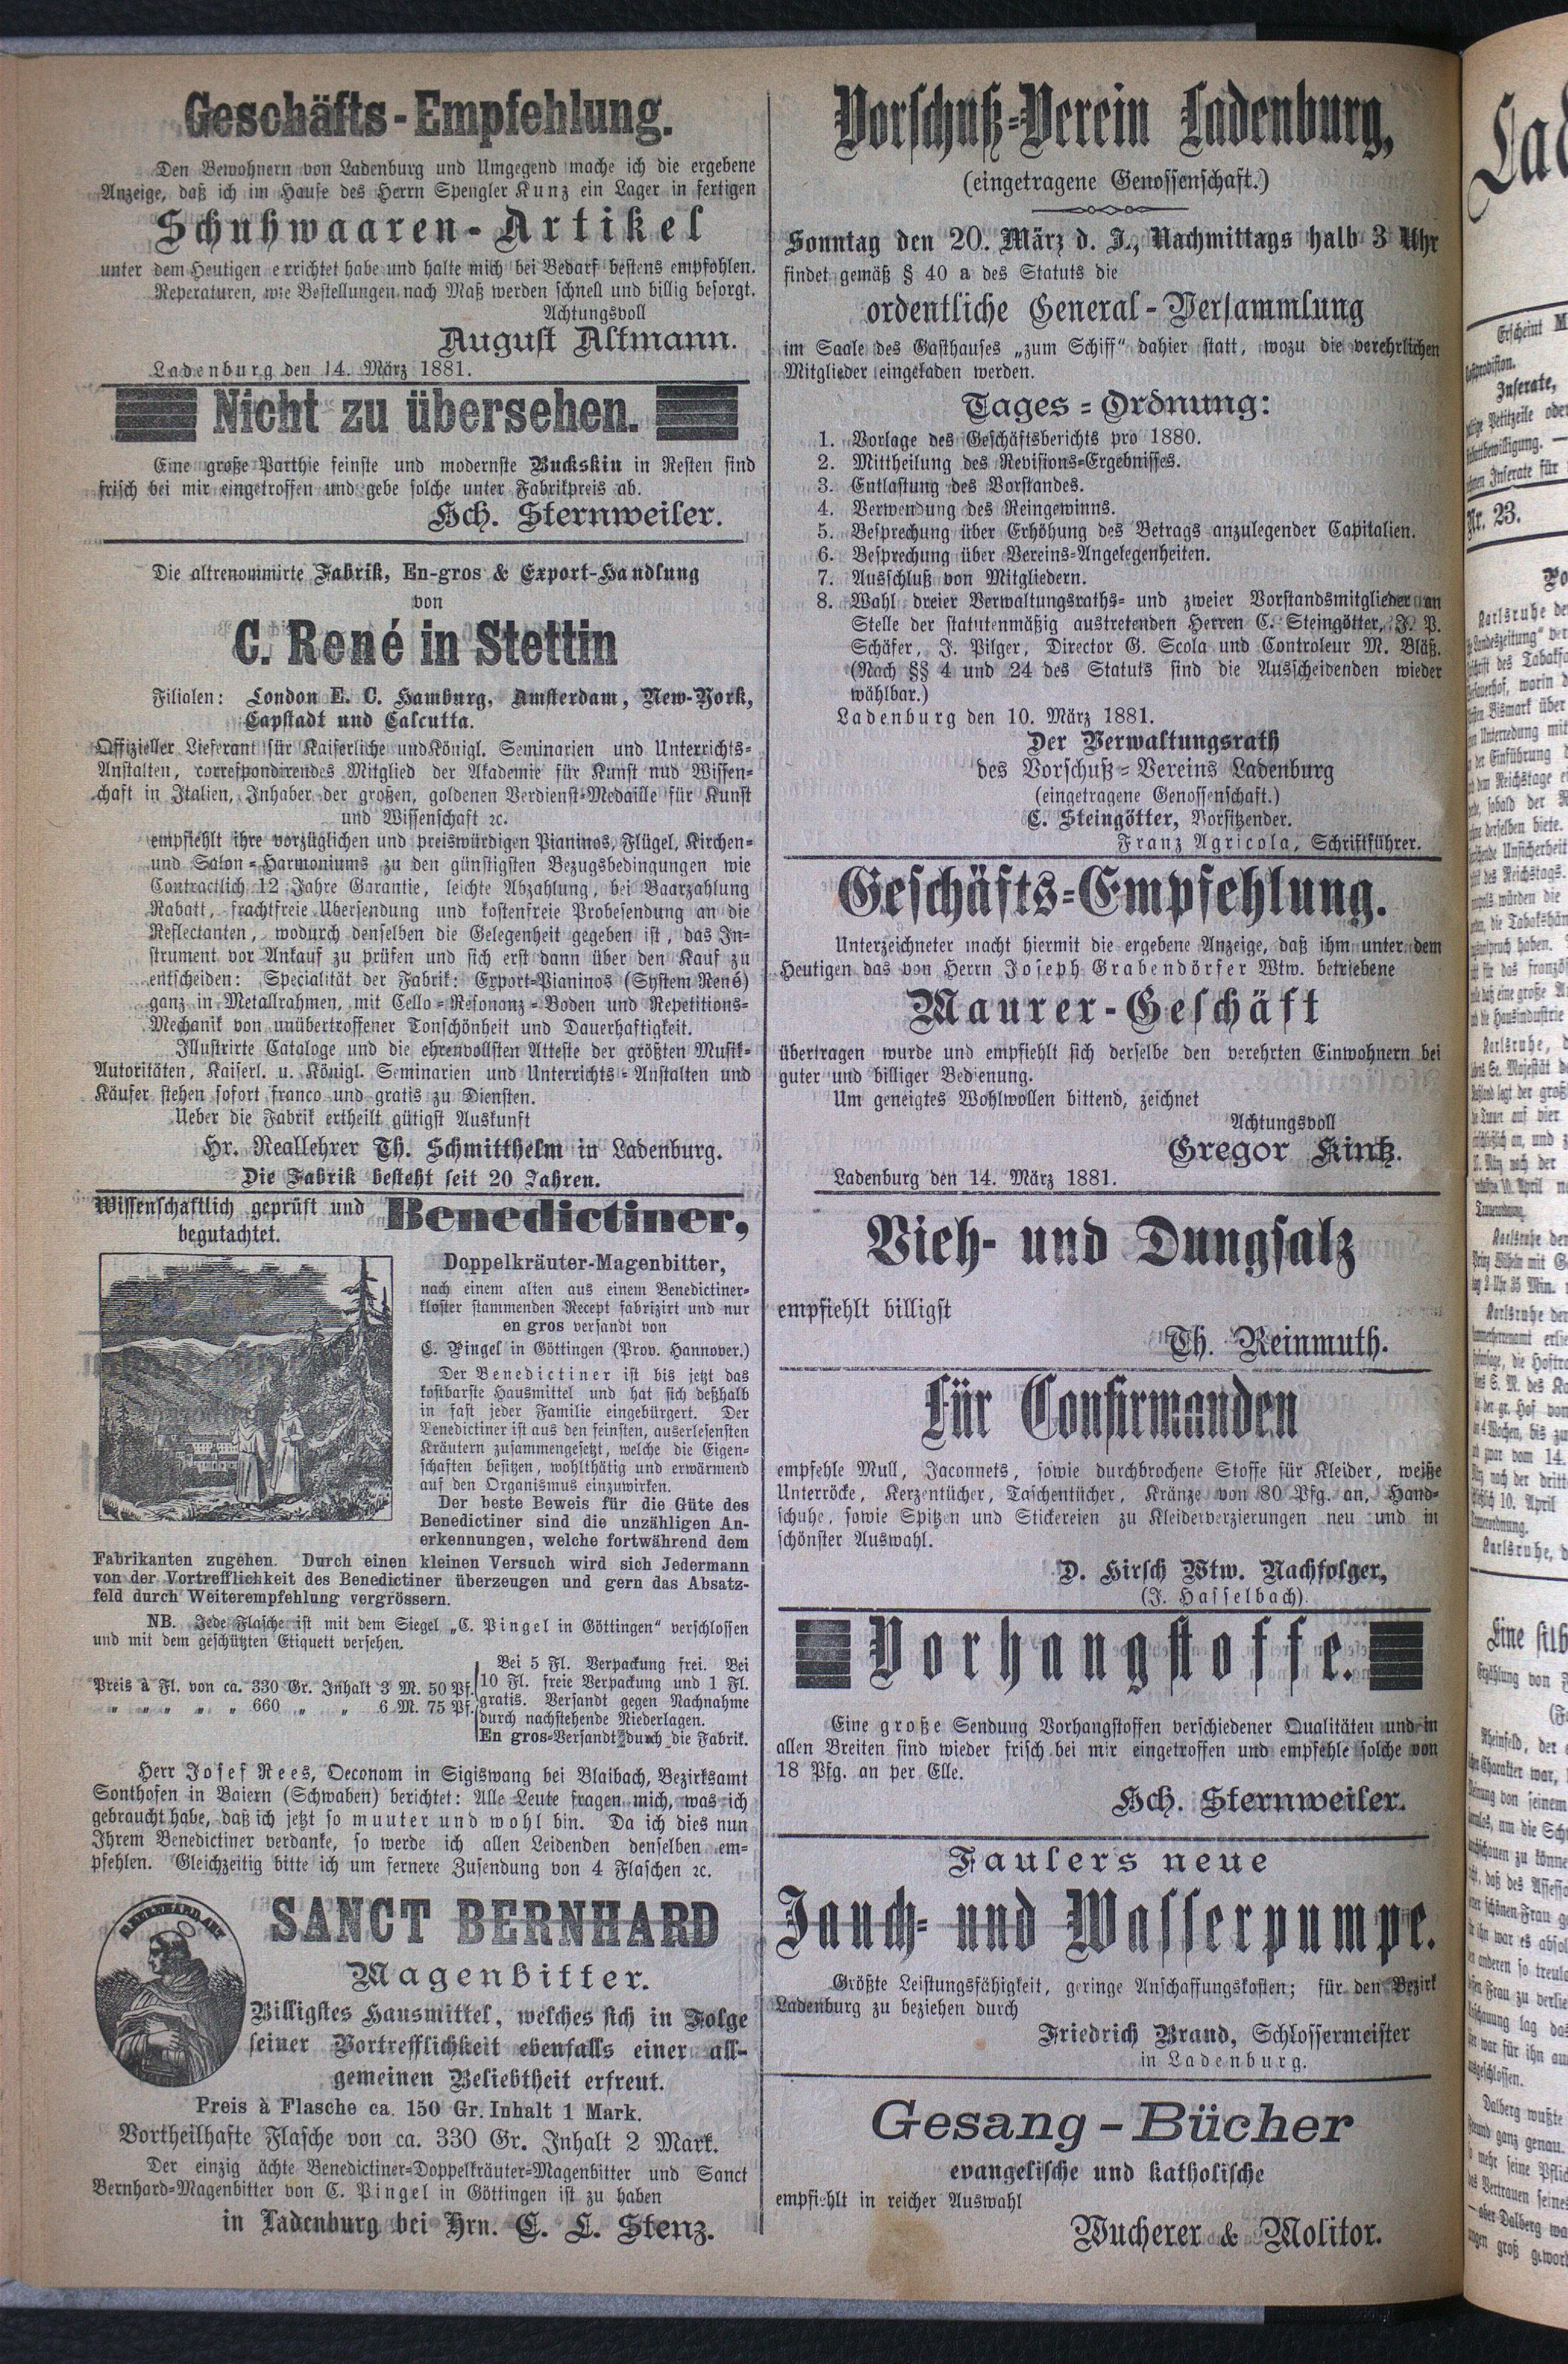 Geschäfts-Empfehlung.
Den Bewohnern von Ladenburg und Umgegend mache ich die ergebene
Anzeige, daß ich im Hause des Herrn Spengler Kunz ein Lager in fertigen
Schuhwaaren-Artikel
unter dem Heutigen errichtet habe und halte mich bei Bedarf bestens empfohlen.
Reperaturen, wie Bestellungen nach Maß werden schnell und billig besorgt.
Achtungsvoll
August Altmann.
Ladenburg den 14. März 1881.
Nicht zu übersehen.
Eine große Parthie feinste und modernste Buckskin in Resten sind
frisch bei mir eingetroffen und gebe solche unter Fabrikpreis ab.
Hch. Sternweiler.
Die altrenommirte Fabrik, En-gros & Export-Handlung
von
C. René in Stettin
Filialen: London E. C. Hamburg, Amsterdam, New-York,
Capstadt und Calcutta.
Offizieller Lieferant für Kaiserliche und Königl. Seminarien und Unterrichts-
Anstalten, correspondirendes Mitglied der Akademie für Kunst nud Wissen-
chaft in Italien, Inhaber der großen, goldenen Verdienst-Medaille für Kunst
und Wissenschaft ꝛc.
empfiehlt ihre vorzüglichen und preiswürdigen Pianinos, Flügel, Kirchen-
und Salon-Harmoniums zu den günstigsten Bezugsbedingungen wie
Contractlich 12 Jahre Garantie, leichte Abzahlung, bei Baarzahlung
Rabatt, frachtfreie Übersendung und kostenfreie Probesendung an die
Reflectanten, wodurch denselben die Gelegenheit gegeben ist, das In-
strument vor Ankauf zu prüfen und sich erst dann über den Kauf zu
entscheiden: Specialität der Fabrik: Export-Pianinos (System René)
ganz in Metallrahmen, mit Cello-Resonanz-Boden und Repetitions-
Mechanik von unübertroffener Tonschönheit und Dauerhaftigkeit.
Illustrirte Cataloge und die ehrenvollsten Atteste der größten Musik-
Autoritäten, Kaiserl. u. Königl. Seminarien und Unterrichts-Anstalten und
Käufer stehen sofort franco und gratis zu Diensten.
Ueber die Fabrik ertheilt gütigst Auskunft
Hr. Reallehrer Th. Schmitthelm in Ladenburg.
Die Fabrik besteht seit 20 Jahren.
Wissenschaftlich geprüft und
begutachtet.
Benedictiner,
Doppelkräuter-Magenbitter,
nach einem alten aus einem Benedictiner-
kloster stammenden Recept fabrizirt und nur
en gros versandt von
C. Pingel in Göttingen (Prov. Hannover.)
Der Benedictiner ist bis jetzt das
kostbarste Hausmittel und hat sich deßhalb
in fast jeder Familie eingebürgert. Der
Benedictiner ist aus den feinsten, auserlesensten
Kräutern zusammengesetzt, welche die Eigen-
schaften besitzen, wohlthätig und erwärmend
auf den Organismus einzuwirken.
Der beste Beweis für die Güte des
Benedictiner sind die unzähligen An-
erkennungen, welche fortwährend dem
Fabrikanten zugehen. Durch einen kleinen Versuch wird sich Jedermann
von der Vortrefflichkeit des Benedictiner überzeugen und gern das Absatz-
feld durch Weiterempfehlung vergrössern.
NB. Jede Flasche ist mit dem Siegel „C. Pingel in Göttingen“ verschlossen
und mit dem geschützten Etiquett versehen.
Preis à Fl. von ca. 330 Gr. Inhalt 3 M. 50 Pf.
„ „ „ „ „ 660 „ „ 6 M. 75 Pf.
Bei 5 Fl. Verpackung frei. Bei
10 Fl. freie Verpackung und 1 Fl.
gratis. Versandt gegen Nachnahme
durch nachstehende Niederlagen.
En gros-Versandt durch die Fabrik.
Herr Josef Rees, Oeconom in Sigiswang bei Blaibach, Bezirksamt
Sonthofen in Baiern (Schwaben) berichtet: Alle Leute fragen mich, was ich
gebraucht habe, daß ich jetzt so muuter und wohl bin. Da ich dies nun
Ihrem Benedictiner verdanke, so werde ich allen Leidenden denselben em-
pfehlen. Gleichzeitig bitte ich um fernere Zusendung von 4 Flaschen ꝛc.
SANCT BERNHARD
Magenbitter.
Billigstes Hausmittel, welches sich in Folge
seiner Vortrefflichkeit ebenfalls einer all-
gemeinen Beliebtheit erfreut.
Preis à Flasche ca. 150 Gr. Inhalt 1 Mark.
Vortheilhafte Flasche von ca. 330 Gr. Inhalt 2 Mark.
Der einzig ächte Benedictiner-Doppelkräuter-Magenbitter und Sanct
Bernhard-Magenbitter von C. Pingel in Göttingen ist zu haben
in Ladenburg bei Hrn. C. L. Stenz.
Vorschuß-Verein Ladenburg,
(eingetragene Genossenschaft.)
Sonntag den 20. März d. J., Nachmittags halb 3 Uhr
findet gemäß § 40 a des Statuts die
ordentliche General-Versammlung
im Saale des Gasthauses „zum Schiff“ dahier statt, wozu die verehrlichen
Mitglieder eingeladen werden.
Tages-Ordnung:
1. Vorlage des Geschäftsberichts pro 1880.
2. Mittheilung des Revisions-Ergebnisses.
3. Entlastung des Vorstandes.
4. Verwendung des Reingewinns.
5. Besprechung über Erhöhung des Betrags anzulegender Capitalien.
6. Besprechung über Vereins-Angelegenheiten.
7. Ausschluß von Mitgliedern.
8. Wahl dreier Verwaltungsraths- und zweier Vorstandsmitglieder an
Stelle der statutenmäßig austretenden Herren C. Steingötter, J. P.
Schäfer, J. Pilger, Director G. Scola und Controleur M. Bläß.
(Nach §§ 4 und 24 des Statuts sind die Ausscheidenden wieder
wählbar.)
Ladenburg den 10. März 1881.
Der Verwaltungsrath
des Vorschuß-Vereins Ladenburg
(eingetragene Genossenschaft.)
C. Steingötter, Vorsitzender.
Franz Agricola, Schriftführer.
Geschäfts-Empfehlung.
Unterzeichneter macht hiermit die ergebene Anzeige, daß ihm unter dem
Heutigen das von Herrn Joseph Grabendörfer Wtw. betriebene
Maurer-Geschäft
übertragen wurde und empfiehlt sich derselbe den verehrten Einwohnern bei
guter und billiger Bedienung.
Um geneigtes Wohlwollen bittend, zeichnet
Achtungsvoll
Gregor Kintz.
Ladenburg den 14. März 1881.
Vieh- und Dungsalz
empfiehlt billigst
Th. Reinmuth.
Für Confirmanden
empfehle Mull, Jaconnets, sowie durchbrochene Stoffe für Kleider, weiße
Unterröcke, Kerzentücher, Taschentücher, Kränze von 80 Pfg. an, Hand-
schuhe, sowie Spitzen und Stickereien zu Kleiderverzierungen neu und in
schönster Auswahl.
D. Hirsch Wtw. Nachfolger,
(J. Hasselbach).
Vorhangstoffe.
Eine große Sendung Vorhangstoffen verschiedener Qualitäten und in
allen Breiten sind wieder frisch bei mir eingetroffen und empfehle solche von
18 Pfg. an per Elle.
Hch. Sternweiler.
Faulers neue
Jauch- und Wasserpumpe.
Größte Leistungsfähigkeit, geringe Anschaffungskosten; für den Bezirk
Ladenburg zu beziehen durch
Friedrich Brand, Schlossermeister
in Ladenburg.
Gesang-Bücher
evangelische und katholische
empfiehlt in reicher Auswahl
Wucherer & Molitor.
Nr. 23.